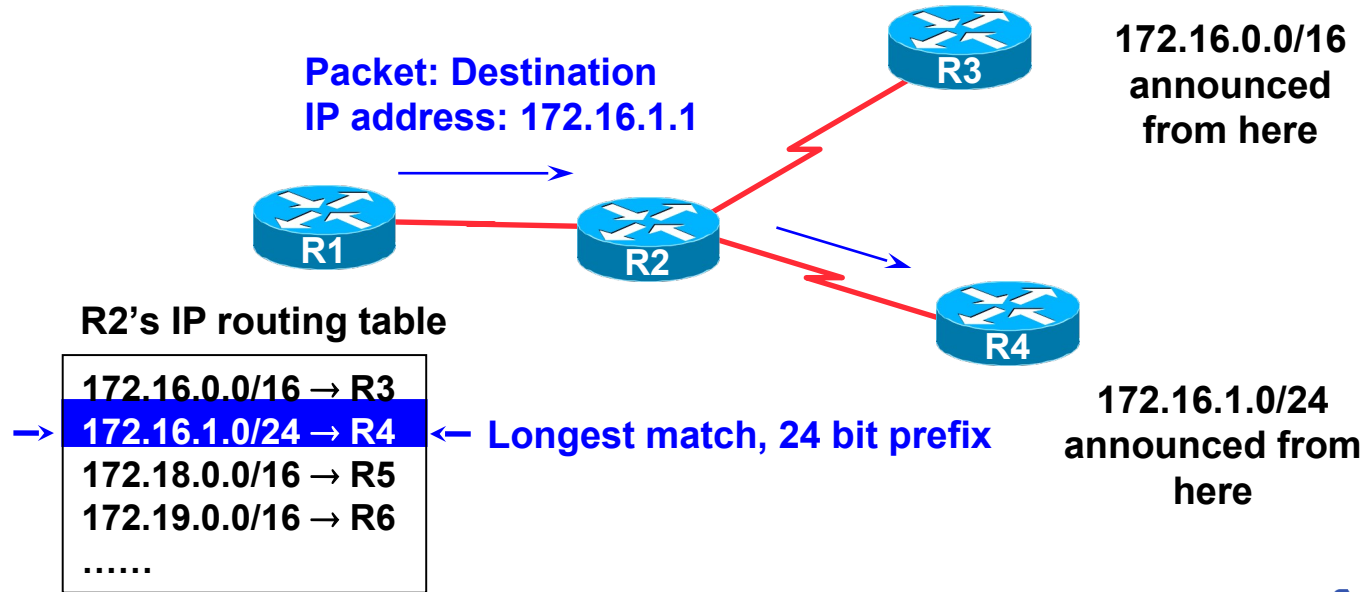 Packet: Destination
IP address: 172.16.1.1
R3
172.16.0.0/16
announced
from here
R1
R2
R4
172.16.1.0/24
announced from
here
R2’s IP routing table
172.16.0.0/16 → R3
172.16.1.0/24 → R4
Longest match, 24 bit prefix
172.18.0.0/16 → R5
172.19.0.0/16 → R6
……